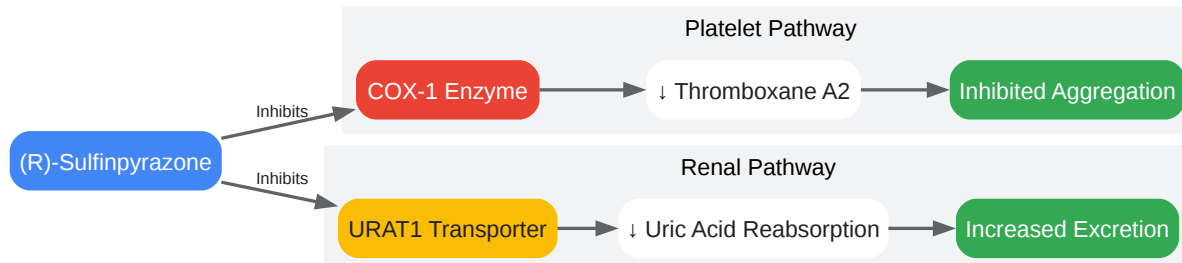 Platelet Pathway
COX-1 Enzyme
↓ Thromboxane A2
Inhibited Aggregation
Inhibits
(R)-Sulfinpyrazone
Inhibits
Renal Pathway
URAT1 Transporter
↓ Uric Acid Reabsorption
Increased Excretion